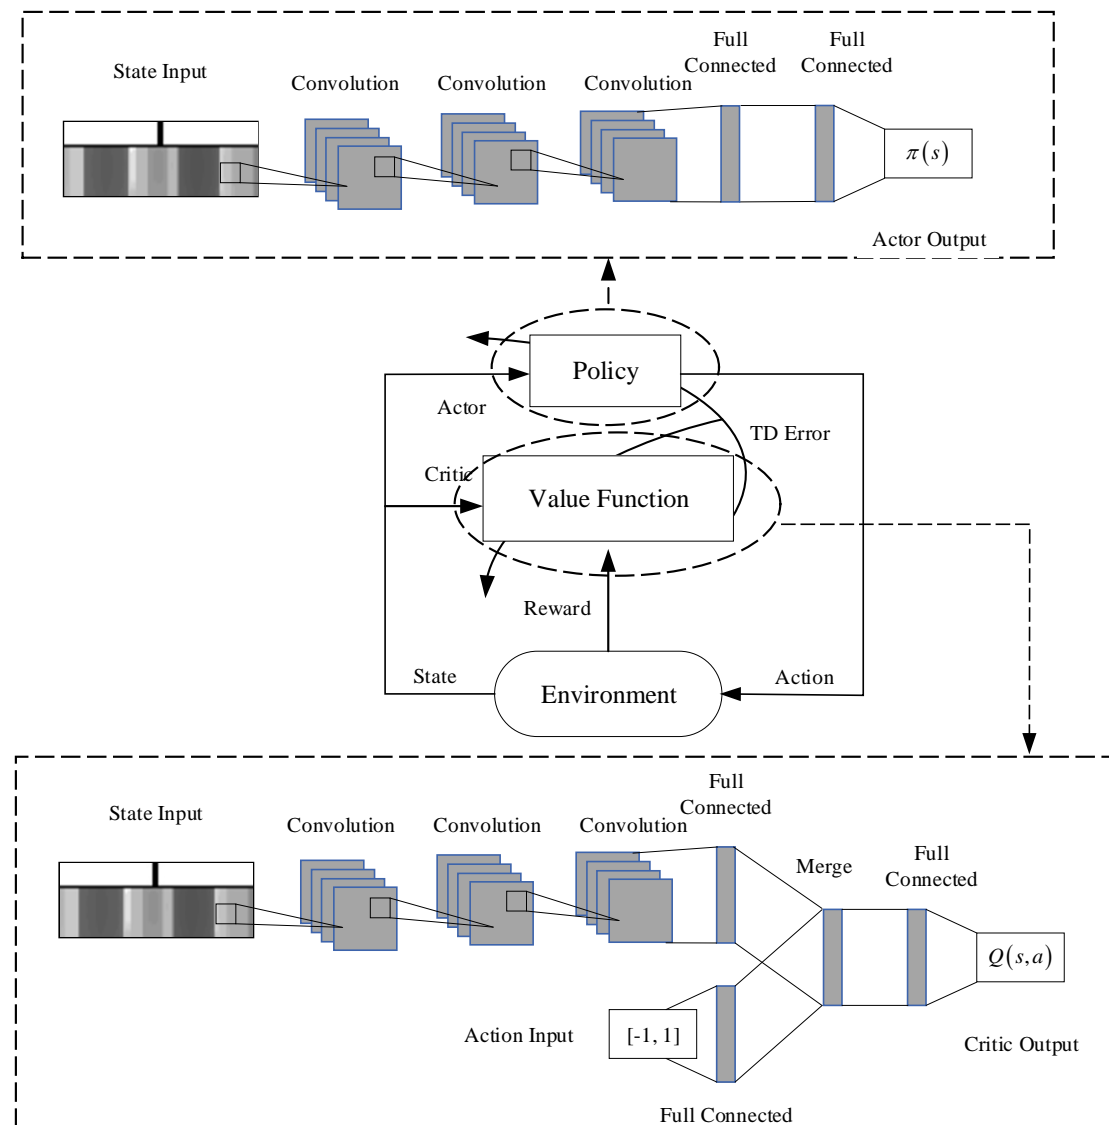 Full
Connected
Full
Connected
State Input
Convolution
Convolution
Convolution
π(s)
Actor Output
Policy
Actor
TD Error
Critic
Value Function
Reward
State
Environment
Action
Full
Connected
State Input
Convolution
Convolution
Convolution
Merge
Full
Connected
Q(s,a)
Action Input
[-1, 1]
Critic Output
Full Connected